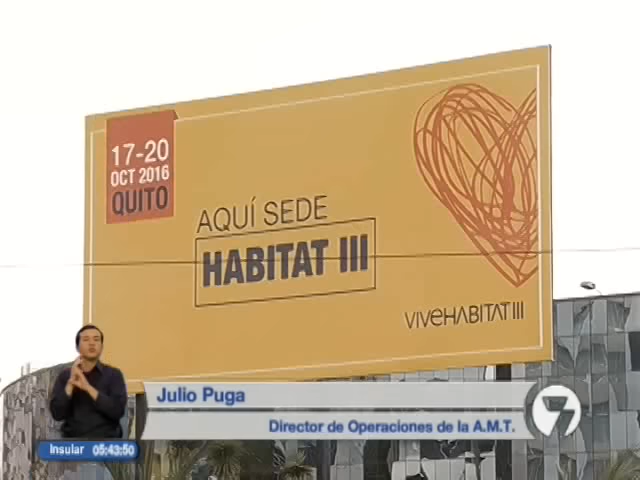 17-20
OCT 2016
QUITO
AQUÍ SEDE
HABITAT III
VIVeHABITAT III
Julio Puga
Director de Operaciones de la A.M.T.
7
Insular 05:43:50